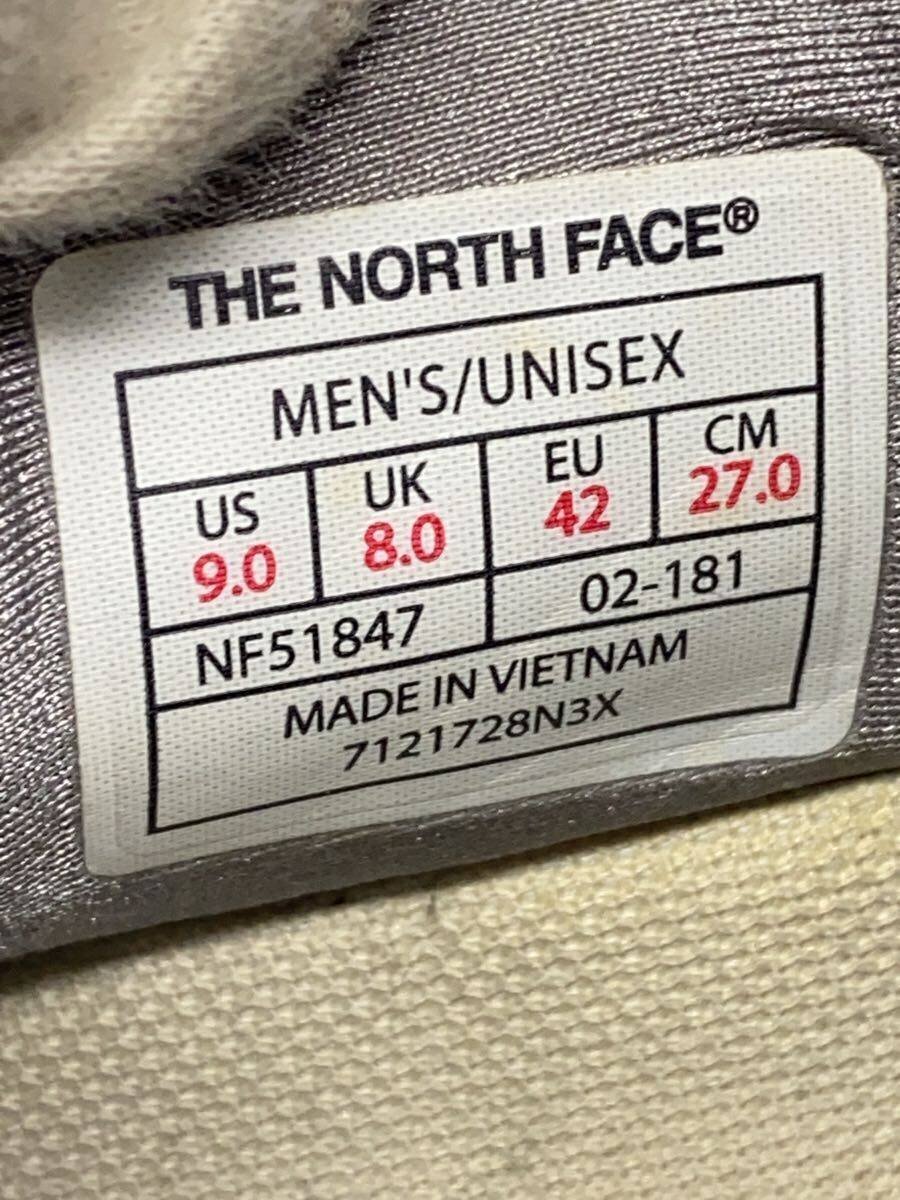 THE NORTH FACE®
MEN'S/UNISEX
US UK EU CM
9.0 8.0 42 27.0
NF51847 02-181
MADE IN VIETNAM
7121728N3X